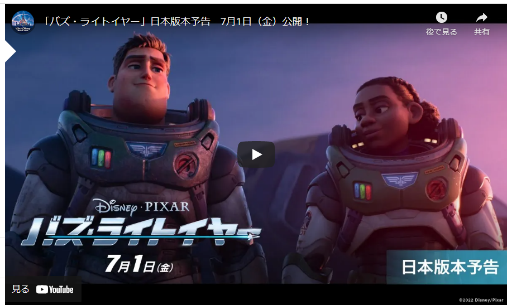 「バズ・ライトイヤー」日本版本予告　7月1日（金）公開！
後で見る
共有
Disney・PIXAR
バズ・ライトイヤー
7月1日(金)
日本版本予告
見る YouTube
©2022 Disney/Pixar